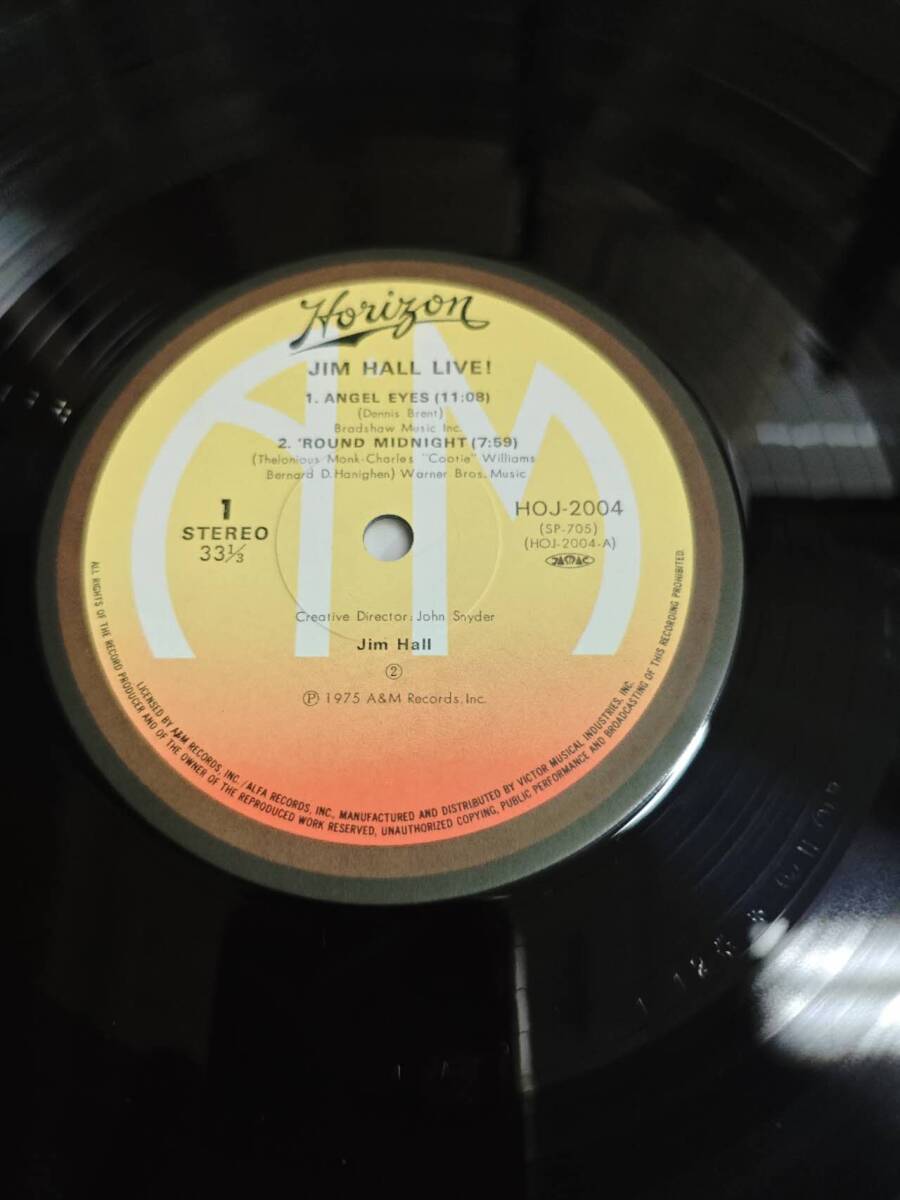 Horizon
JIM HALL LIVE!
1. ANGEL EYES (11:08)
(Dennis Brent)
Bradshaw Music Inc.
2. 'ROUND MIDNIGHT (7:59)
(Thelonious Monk-Charles "Cootie" Williams
Bernard D. Hanighen) Warner Bros. Music
1
STEREO
33⅓
HOJ-2004
(SP-705)
(HOJ-2004-A)
JASRAC
Creative Director: John Snyder
Jim Hall
②
Ⓟ 1975 A&M Records, Inc.
ALL RIGHTS OF THE RECORD PRODUCER AND OF THE OWNER OF THE REPRODUCED WORK RESERVED, UNAUTHORIZED COPYING, PUBLIC PERFORMANCE AND BROADCASTING OF THIS RECORDING PROHIBITED.
LICENSED BY A&M RECORDS, INC./ALFA RECORDS, INC., MANUFACTURED AND DISTRIBUTED BY VICTOR MUSICAL INDUSTRIES, INC.
A&M